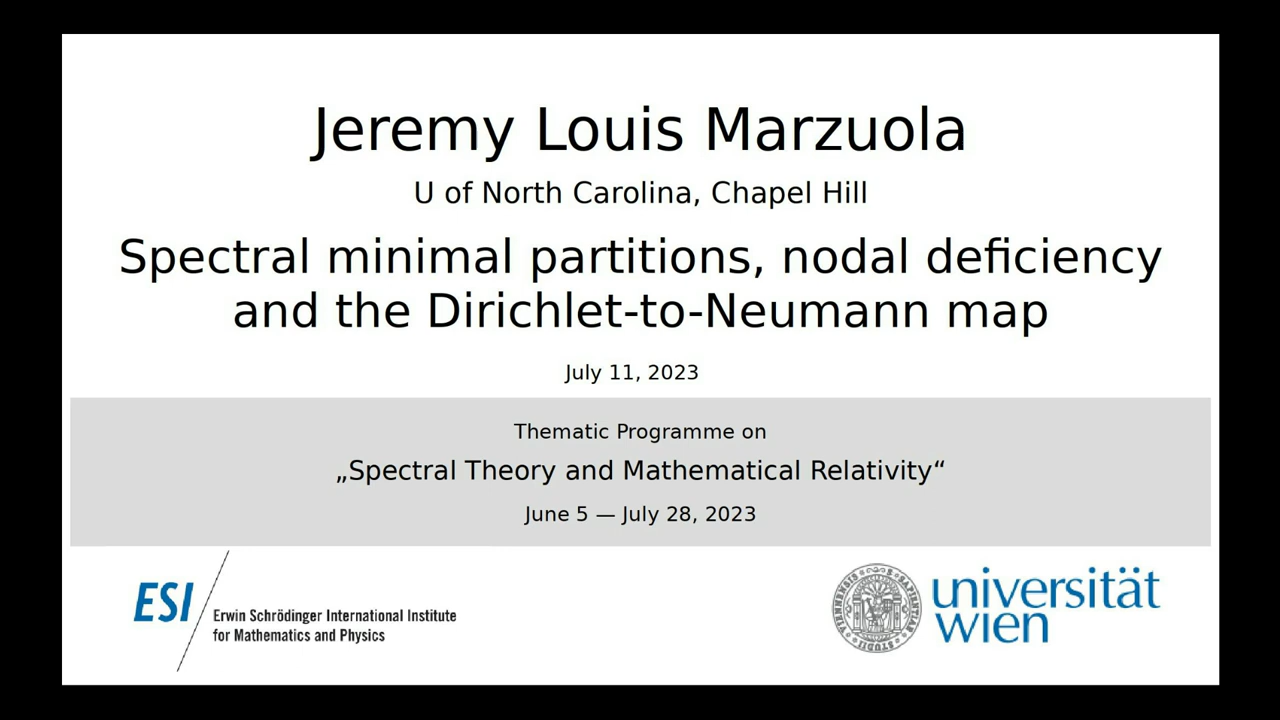 Jeremy Louis Marzuola
U of North Carolina, Chapel Hill
Spectral minimal partitions, nodal deficiency
and the Dirichlet-to-Neumann map
July 11, 2023
Thematic Programme on
„Spectral Theory and Mathematical Relativity“
June 5 — July 28, 2023
ESI
Erwin Schrödinger International Institute
for Mathematics and Physics
universität
wien